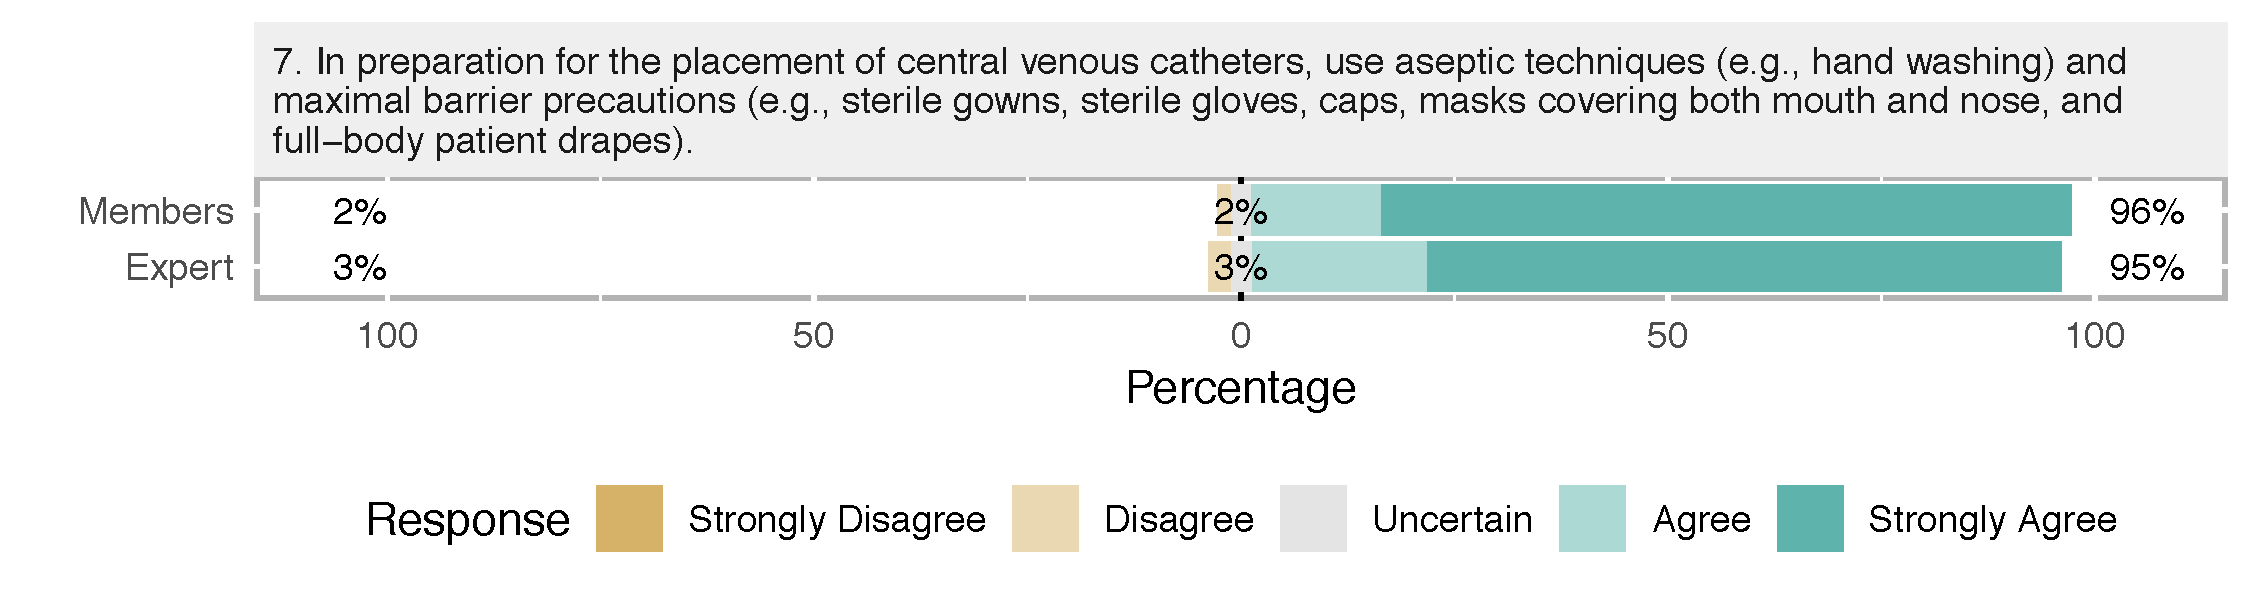 7. In preparation for the placement of central venous catheters, use aseptic techniques (e.g., hand washing) and
maximal barrier precautions (e.g., sterile gowns, sterile gloves, caps, masks covering both mouth and nose, and
full−body patient drapes).
Members 2% 2% 96%
Expert 3% 3% 95%
100 50 0 50 100
Percentage
Response Strongly Disagree Disagree Uncertain Agree Strongly Agree